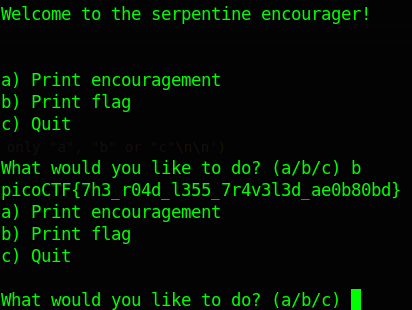 Welcome to the serpentine encourager!
a) Print encouragement
b) Print flag
c) Quit
only "a", "b" or "c"\n\n")
What would you like to do? (a/b/c) b
picoCTF{7h3_r04d_l355_7r4v3l3d_ae0b80bd}
a) Print encouragement
b) Print flag
c) Quit
What would you like to do? (a/b/c)